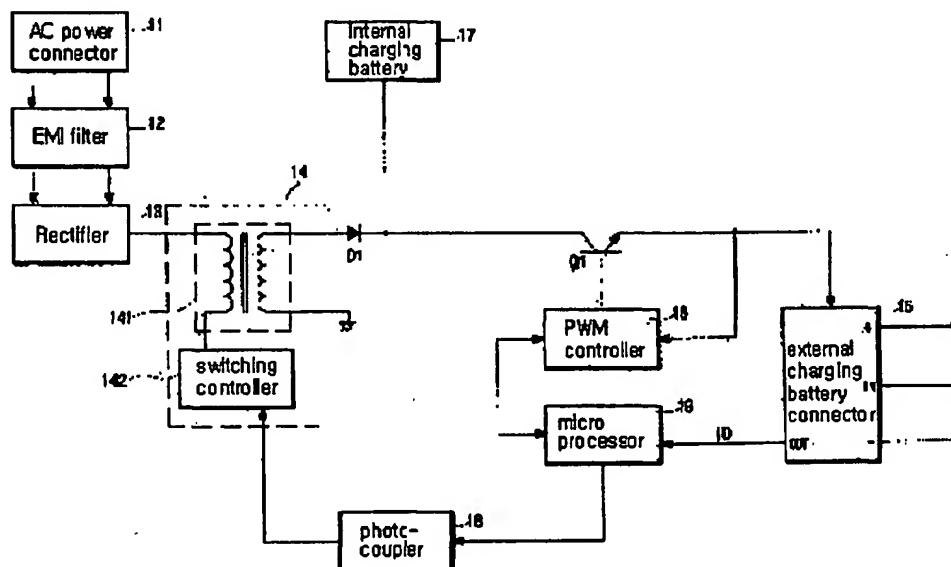 AC power
connector
11
Internal
charging
battery
17
EMI filter
12
14
Rectifier
13
D1
Q1
141
PWM
controller
external
charging
battery
connector
switching
controller
142
micro
processor
19
ID
photo-
coupler